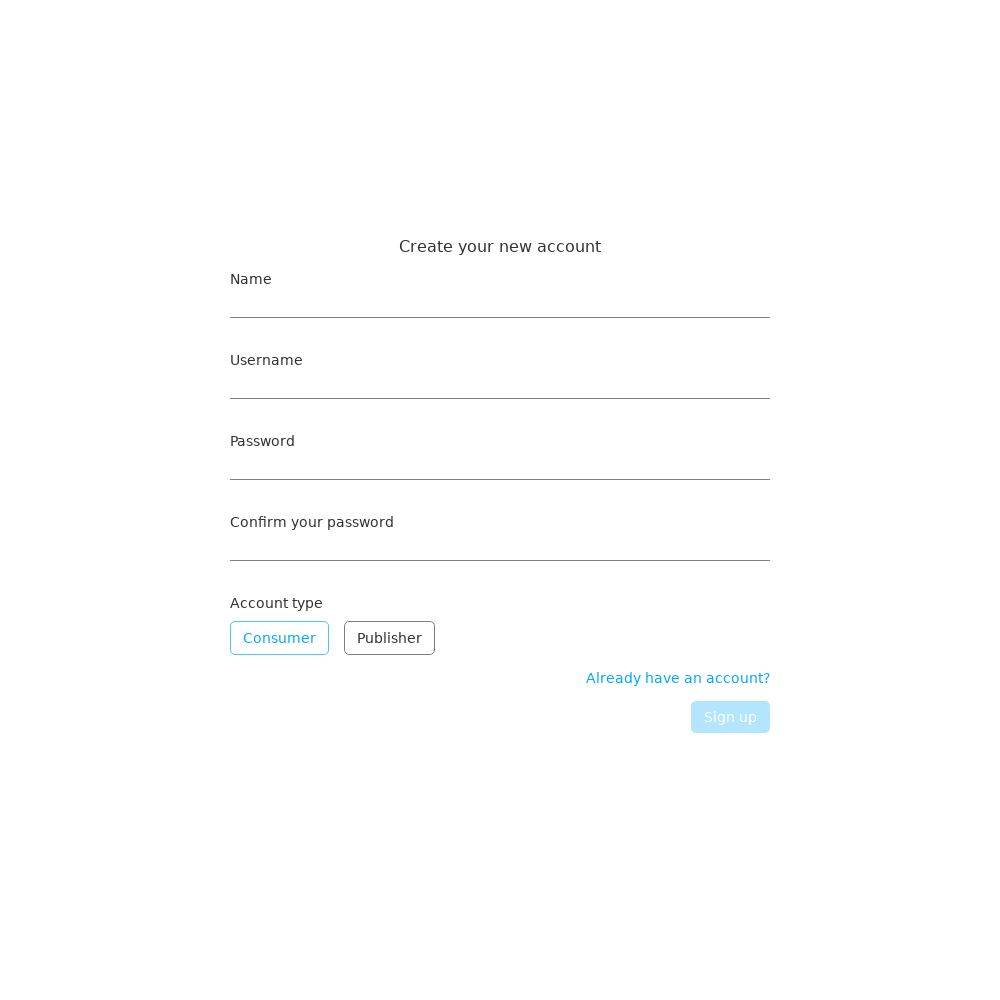 Create your new account
Name
Username
Password
Confirm your password
Account type
Consumer Publisher
Already have an account?
Sign up